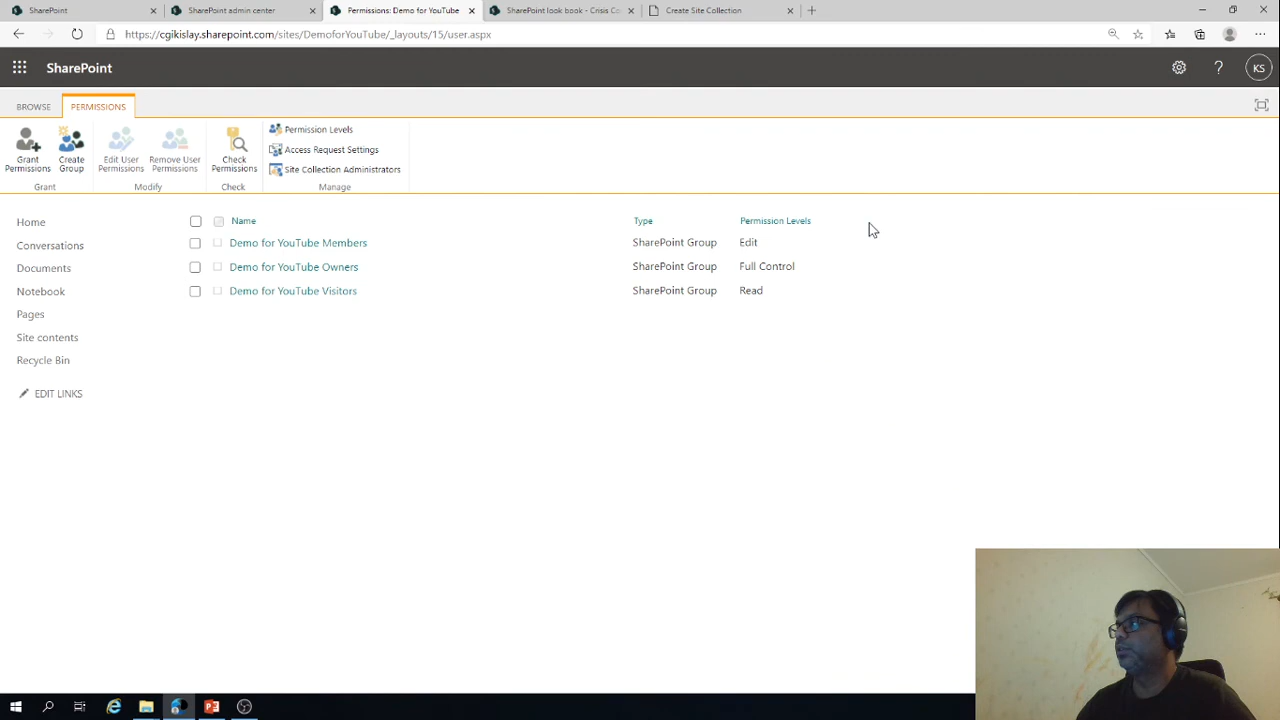 SharePoint
SharePoint admin center
Permissions: Demo for YouTube
SharePoint look book - Crisis Co
Create Site Collection
https://cgikislay.sharepoint.com/sites/DemoforYouTube/_layouts/15/user.aspx
SharePoint
KS
BROWSE
PERMISSIONS
Grant Permissions
Create Group
Edit User Permissions
Remove User Permissions
Check Permissions
Permission Levels
Access Request Settings
Site Collection Administrators
Grant
Modify
Check
Manage
Home
Conversations
Documents
Notebook
Pages
Site contents
Recycle Bin
EDIT LINKS
Name Type Permission Levels
Demo for YouTube Members SharePoint Group Edit
Demo for YouTube Owners SharePoint Group Full Control
Demo for YouTube Visitors SharePoint Group Read